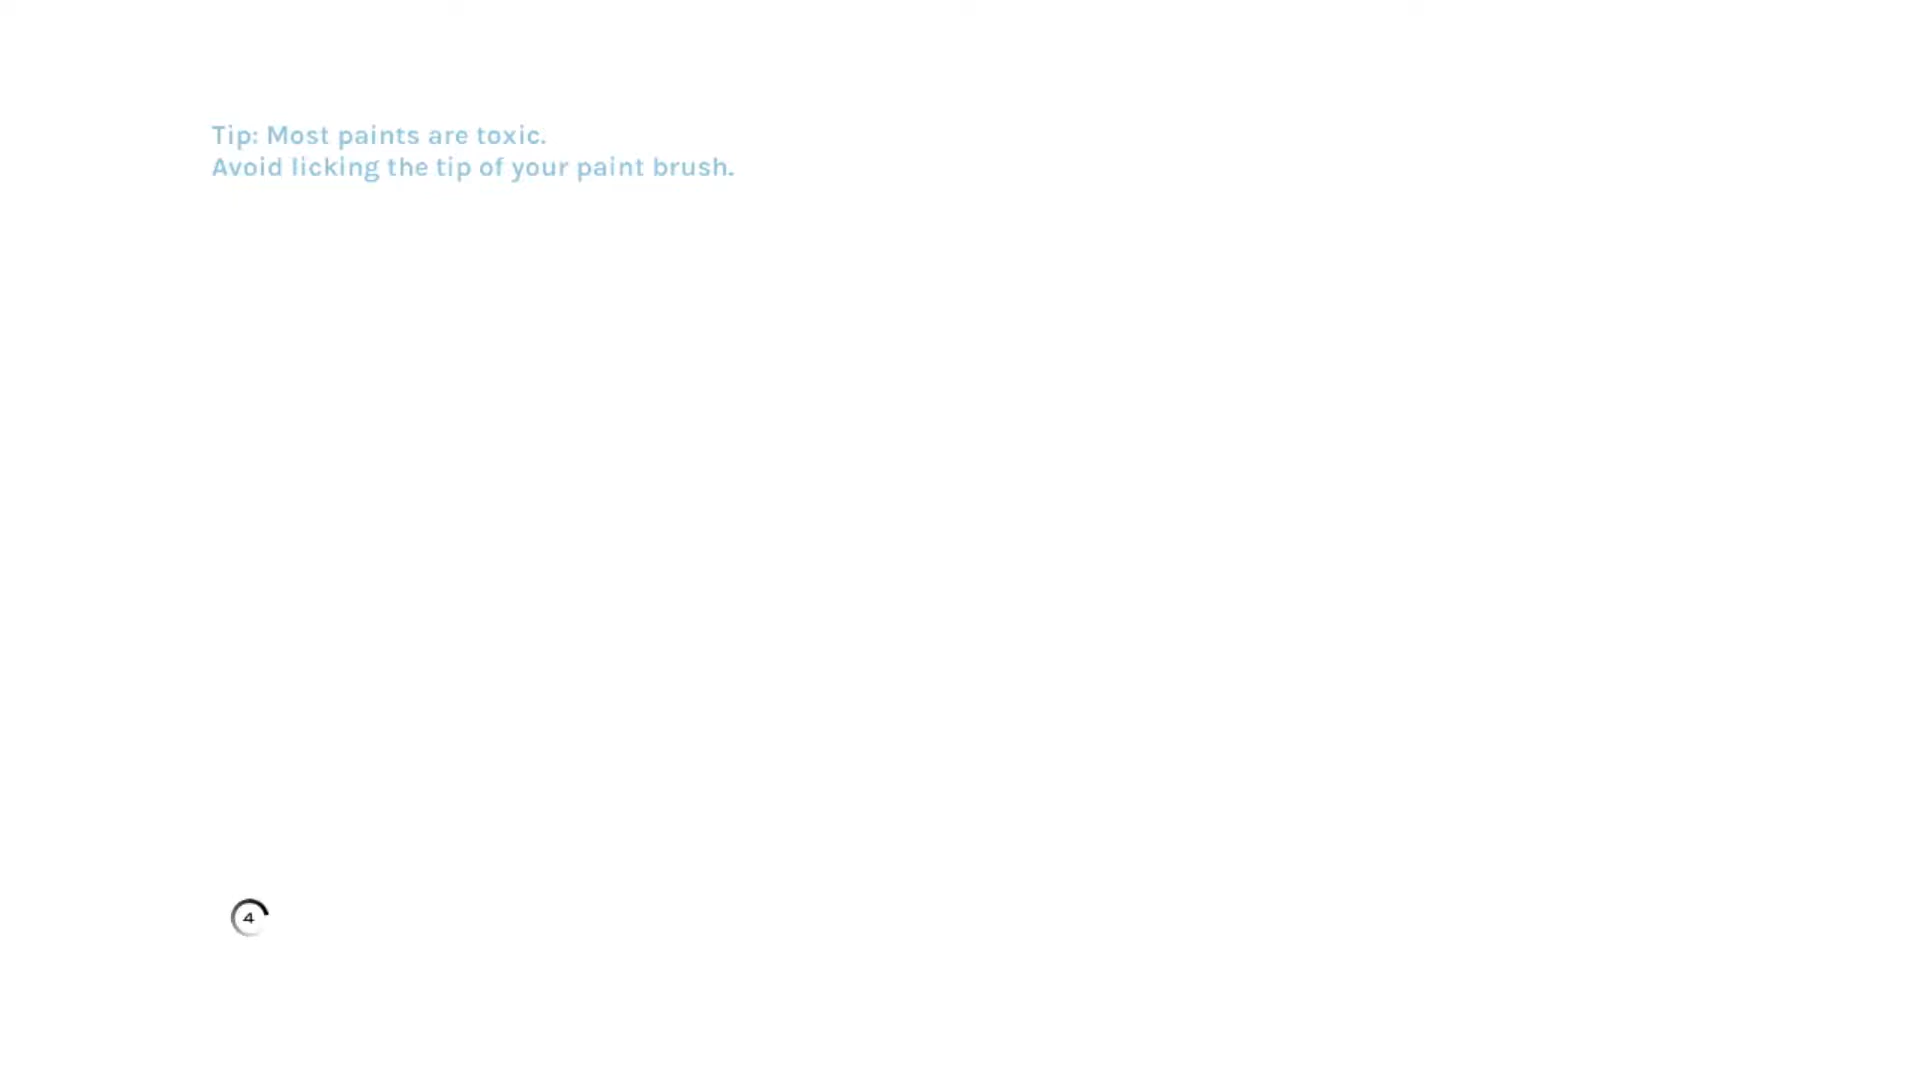 Tip: Most paints are toxic.
Avoid licking the tip of your paint brush.
4